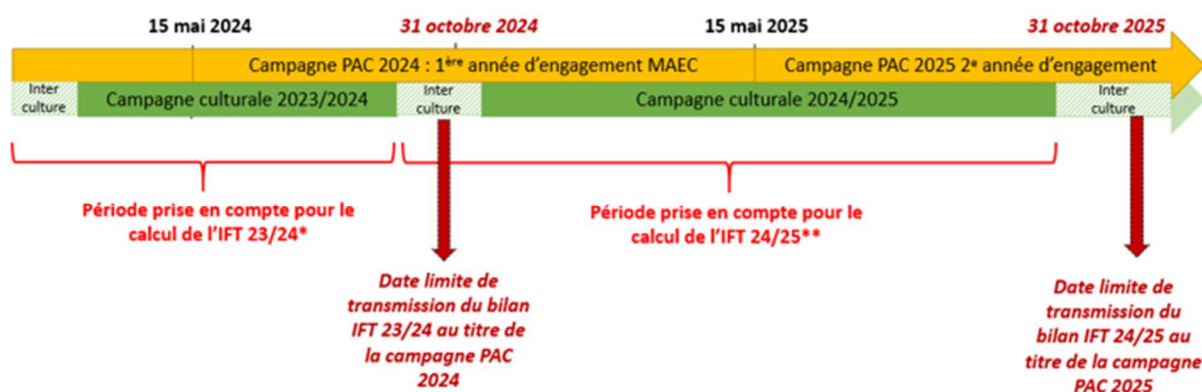 15 mai 2024
31 octobre 2024
15 mai 2025
31 octobre 2025
Campagne PAC 2024 : 1ère année d'engagement MAEC
Campagne PAC 2025 2e année d'engagement
Inter
culture
Campagne culturale 2023/2024
Inter
culture
Campagne culturale 2024/2025
Inter
culture
Période prise en compte pour le
calcul de l'IFT 23/24*
Période prise en compte pour le
calcul de l'IFT 24/25**
Date limite de
transmission du bilan
IFT 23/24 au titre de
la campagne PAC
2024
Date limite de
transmission du
bilan IFT 24/25 au
titre de la campagne
PAC 2025